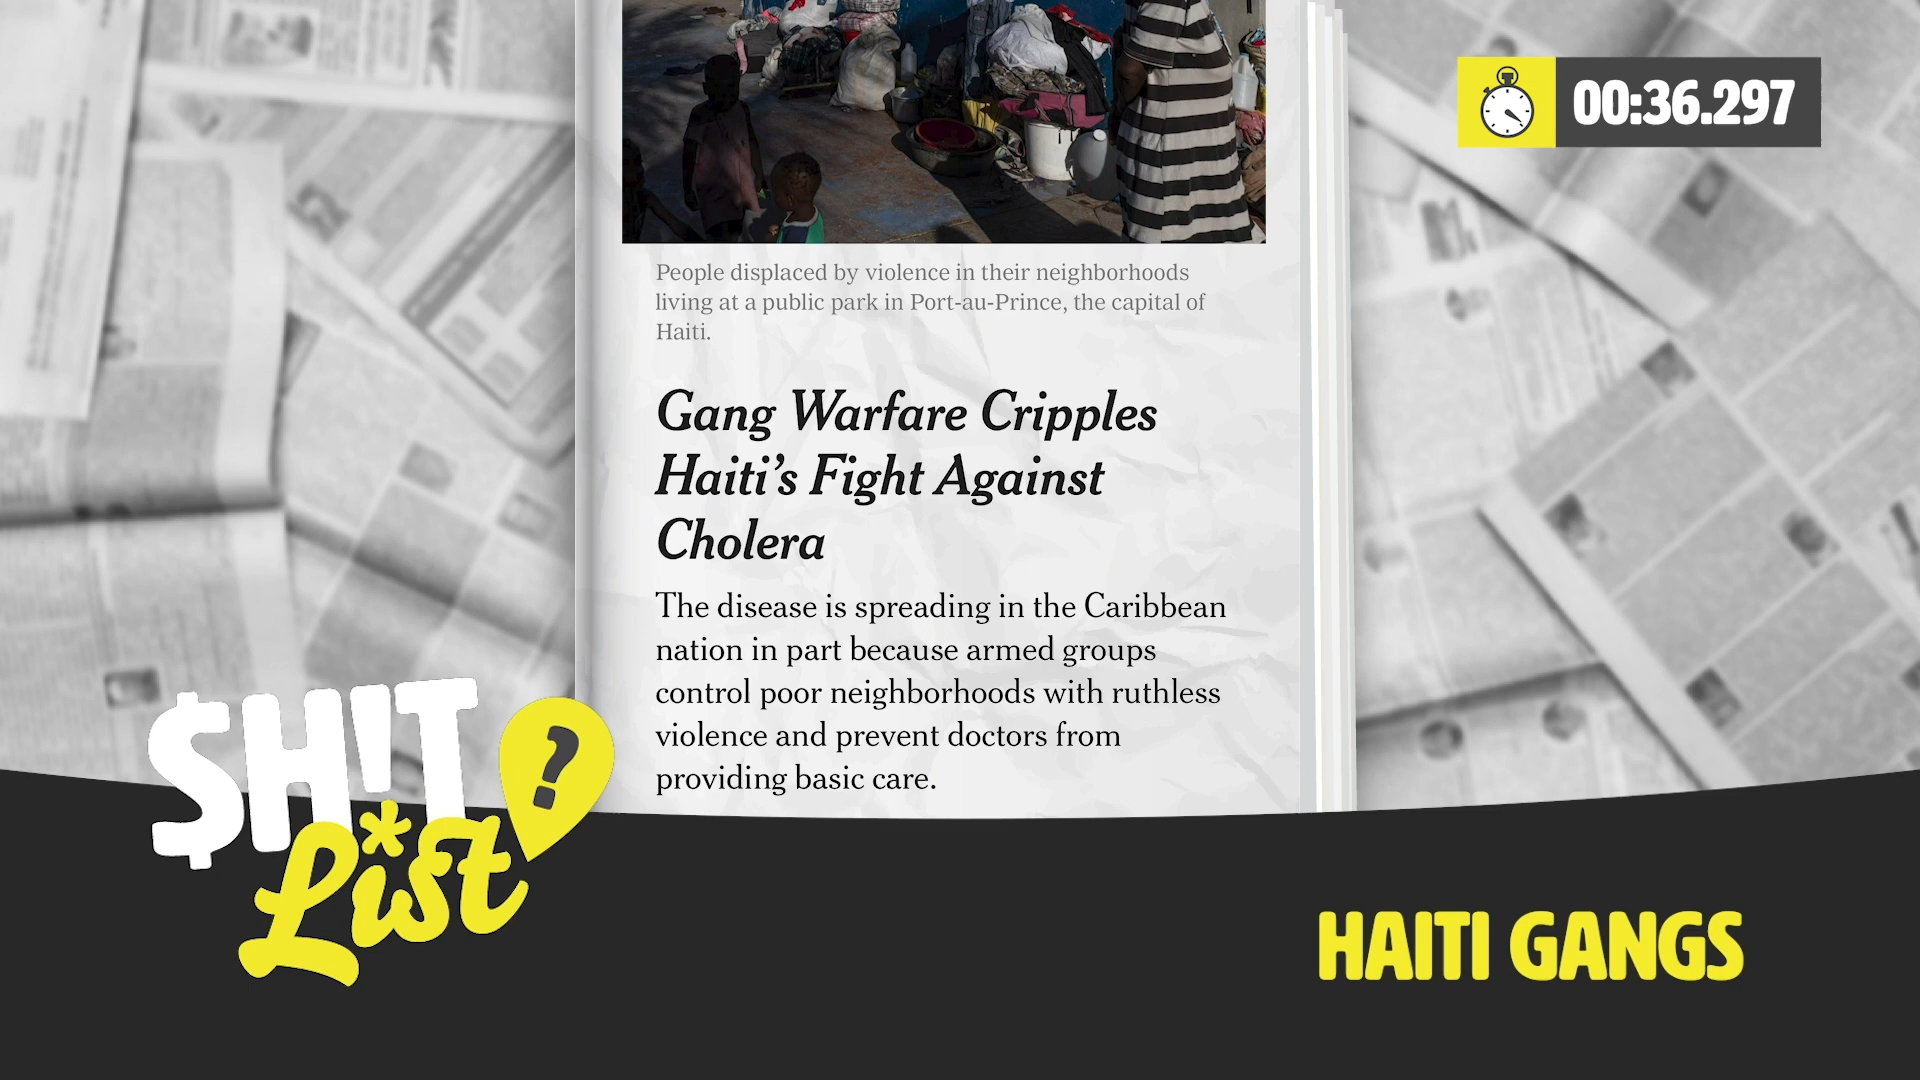 00:36.297
People displaced by violence in their neighborhoods
living at a public park in Port-au-Prince, the capital of
Haiti.
Gang Warfare Cripples
Haiti’s Fight Against
Cholera
The disease is spreading in the Caribbean
nation in part because armed groups
control poor neighborhoods with ruthless
violence and prevent doctors from
providing basic care.
$H!T
?
List
HAITI GANGS